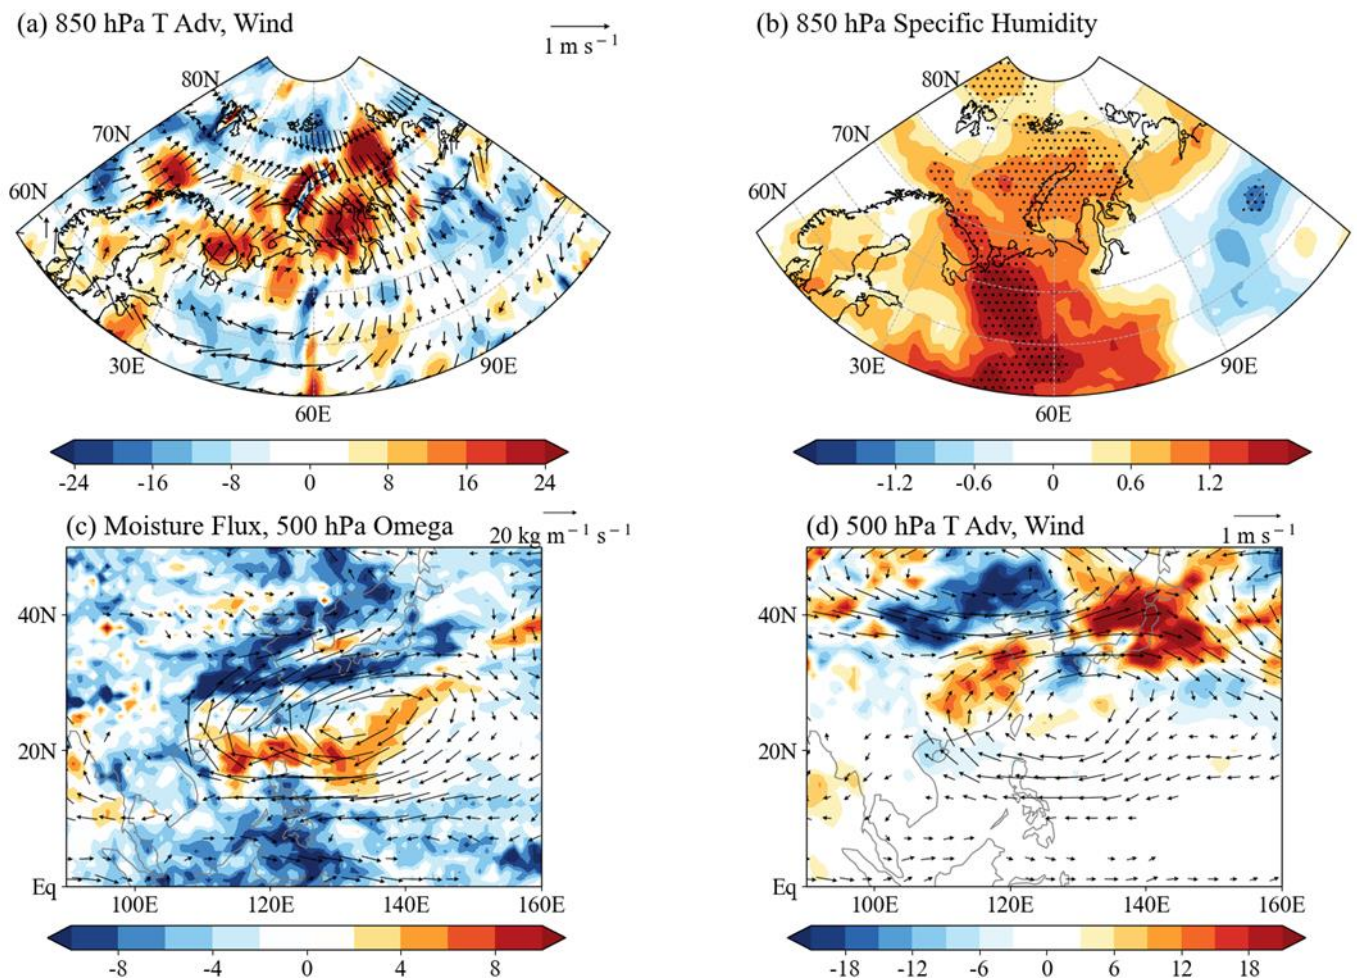 (a) 850 hPa T Adv, Wind
1 m s⁻¹
80N
70N
60N
30E
60E
90E
-24 -16 -8 0 8 16 24
(b) 850 hPa Specific Humidity
80N
70N
60N
30E
60E
90E
-1.2 -0.6 0 0.6 1.2
(c) Moisture Flux, 500 hPa Omega
20 kg m⁻¹ s⁻¹
40N
20N
Eq
100E 120E 140E 160E
-8 -4 0 4 8
(d) 500 hPa T Adv, Wind
1 m s⁻¹
40N
20N
Eq
100E 120E 140E 160E
-18 -12 -6 0 6 12 18